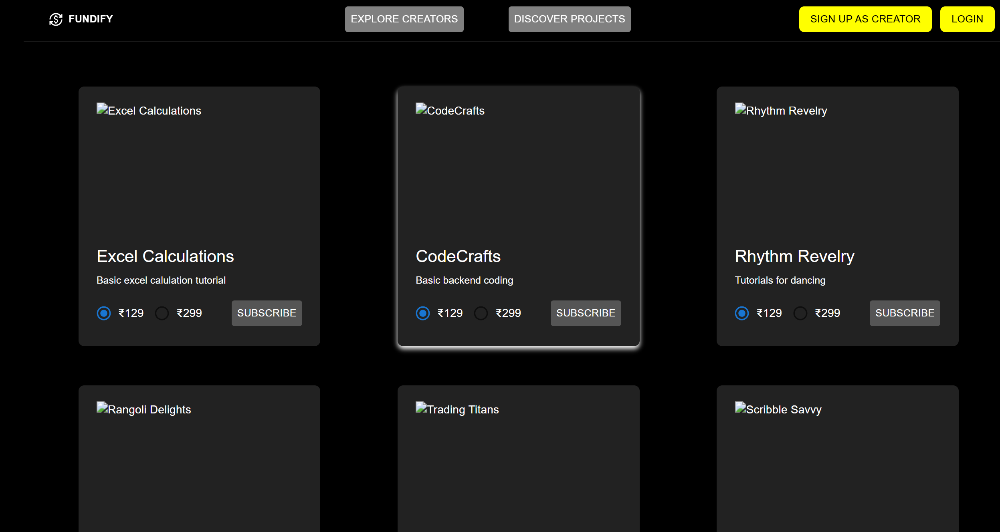 FUNDIFY EXPLORE CREATORS DISCOVER PROJECTS SIGN UP AS CREATOR LOGIN
Excel Calculations
Excel Calculations
Basic excel calulation tutorial
₹129 ₹299 SUBSCRIBE
CodeCrafts
CodeCrafts
Basic backend coding
₹129 ₹299 SUBSCRIBE
Rhythm Revelry
Rhythm Revelry
Tutorials for dancing
₹129 ₹299 SUBSCRIBE
Rangoli Delights
Trading Titans
Scribble Savvy